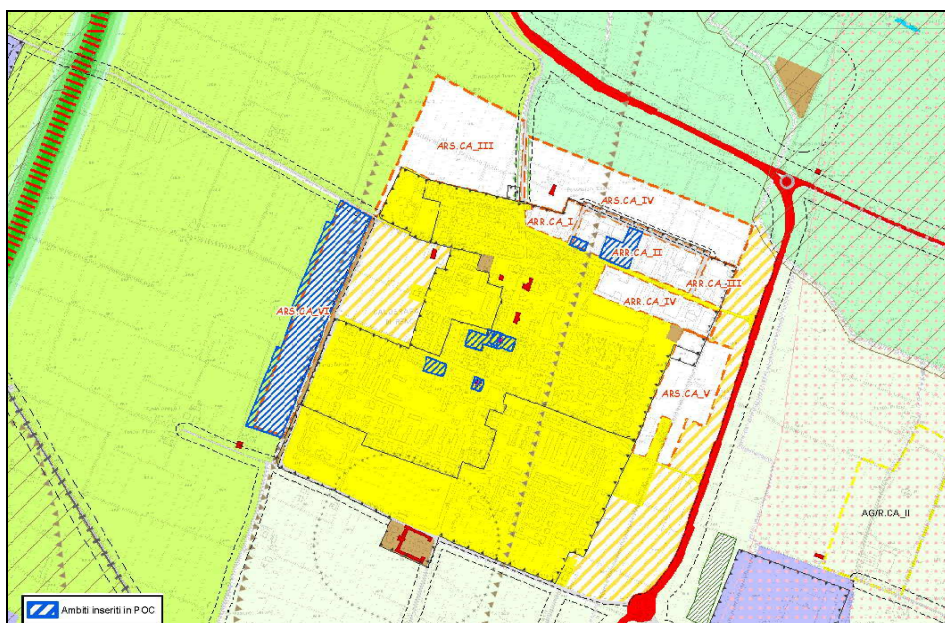 ARS.CA_III
ARS.CA_IV
ARR.CA_I
ARR.CA_II
ARR.CA_III
ARR.CA_IV
ARS.CA_VI
ARS.CA_V
AG/R.CA_II
Ambiti inseriti in POC